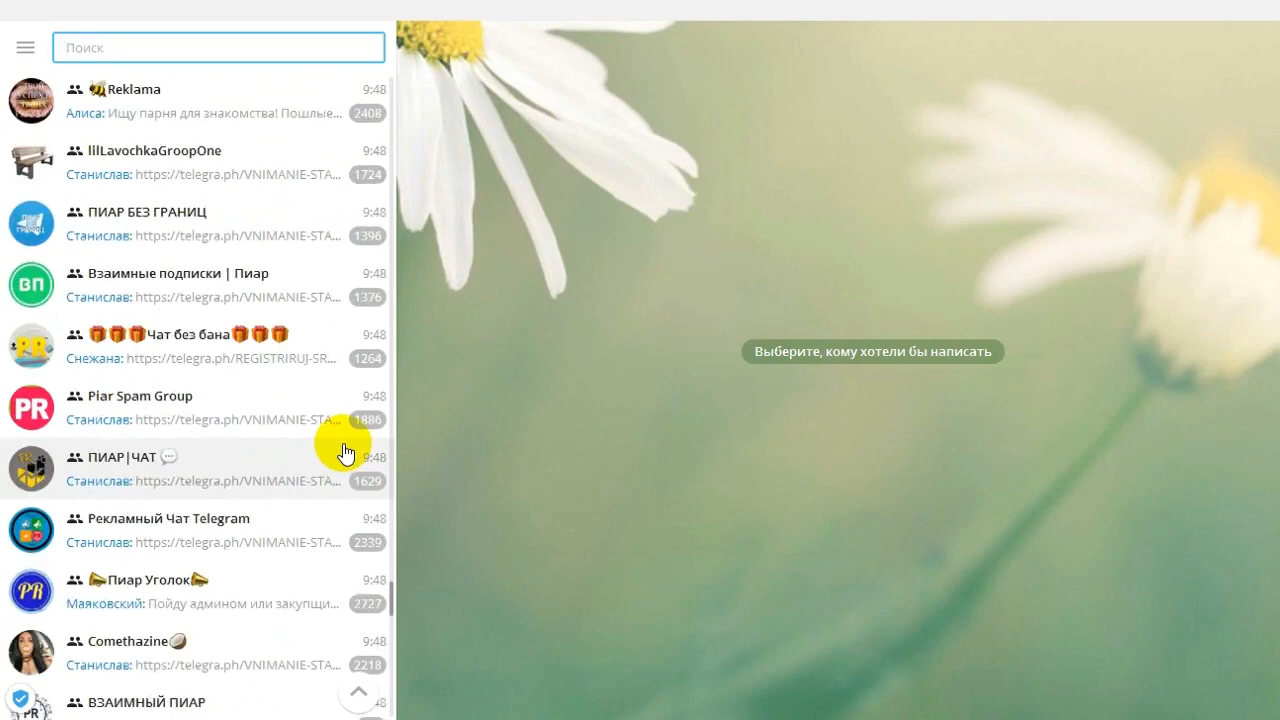 Поиск
Reklama 9:48
Алиса: Ищу парня для знакомства! Пошлые... 2408
lilLavochkaGroopOne 9:48
Станислав: https://telegra.ph/VNIMANIE-STA... 1724
ПИАР БЕЗ ГРАНИЦ 9:48
Станислав: https://telegra.ph/VNIMANIE-STA... 1396
ВП
Взаимные подписки | Пиар 9:48
Станислав: https://telegra.ph/VNIMANIE-STA... 1376
PR
Чат без бана 9:48
Снежана: https://telegra.ph/REGISTRIRUJ-SR... 1264
PR
Piar Spam Group 9:48
Станислав: https://telegra.ph/VNIMANIE-STA... 1886
ПИАР|ЧАТ 9:48
Станислав: https://telegra.ph/VNIMANIE-STA... 1629
Рекламный Чат Telegram 9:48
Станислав: https://telegra.ph/VNIMANIE-STA... 2339
PR
Пиар Уголок 9:48
Маяковский: Пойду админом или закупщи... 2727
Comethazine 9:48
Станислав: https://telegra.ph/VNIMANIE-STA... 2218
PR
ВЗАИМНЫЙ ПИАР
Выберите, кому хотели бы написать